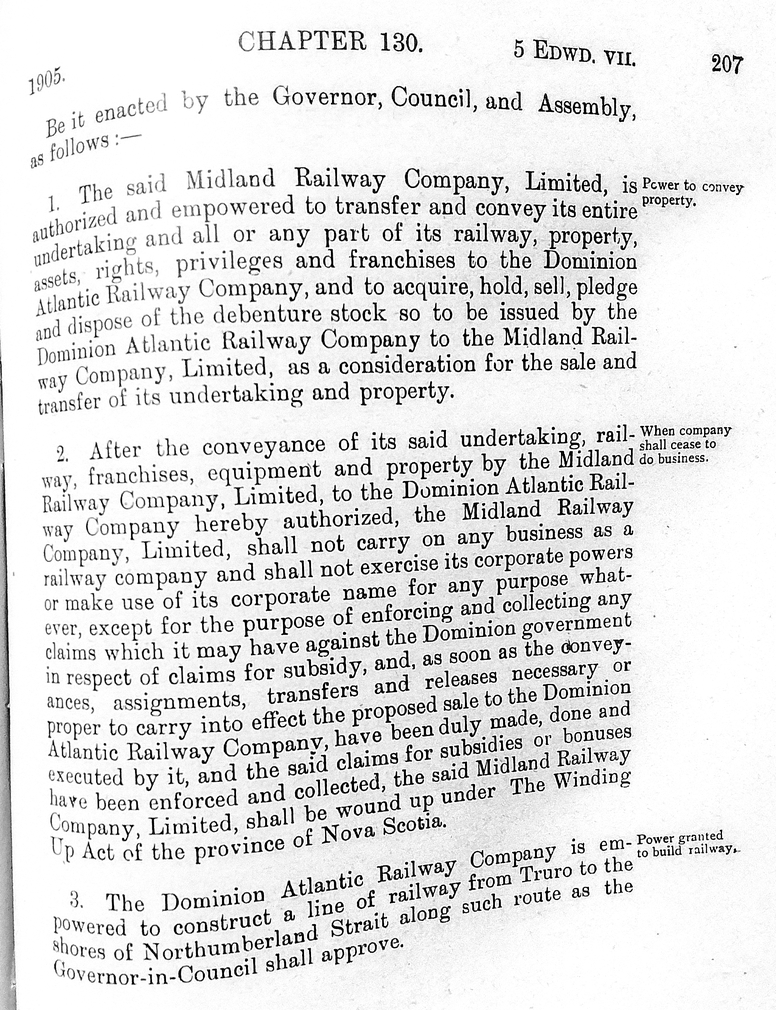 1905.
CHAPTER 130.
5 EDWD. VII.
207
Be it enacted by the Governor, Council, and Assembly,
as follows :—
1. The said Midland Railway Company, Limited, is
authorized and empowered to transfer and convey its entire
undertaking and all or any part of its railway, property,
assets, rights, privileges and franchises to the Dominion
Atlantic Railway Company, and to acquire, hold, sell, pledge
and dispose of the debenture stock so to be issued by the
Dominion Atlantic Railway Company to the Midland Rail-
way Company, Limited, as a consideration for the sale and
transfer of its undertaking and property.
Power to convey
property.
2. After the conveyance of its said undertaking, rail-
way, franchises, equipment and property by the Midland
Railway Company, Limited, to the Dominion Atlantic Rail-
way Company hereby authorized, the Midland Railway
Company, Limited, shall not carry on any business as a
railway company and shall not exercise its corporate powers
or make use of its corporate name for any purpose what-
ever, except for the purpose of enforcing and collecting any
claims which it may have against the Dominion government
in respect of claims for subsidy, and, as soon as the convey-
ances, assignments, transfers and releases necessary or
proper to carry into effect the proposed sale to the Dominion
Atlantic Railway Company, have been duly made, done and
executed by it, and the said claims for subsidies or bonuses
have been enforced and collected, the said Midland Railway
Company, Limited, shall be wound up under The Winding
Up Act of the province of Nova Scotia.
When company
shall cease to
do business.
3. The Dominion Atlantic Railway Company is em-
powered to construct a line of railway from Truro to the
shores of Northumberland Strait along such route as the
Governor-in-Council shall approve.
Power granted
to build railway.